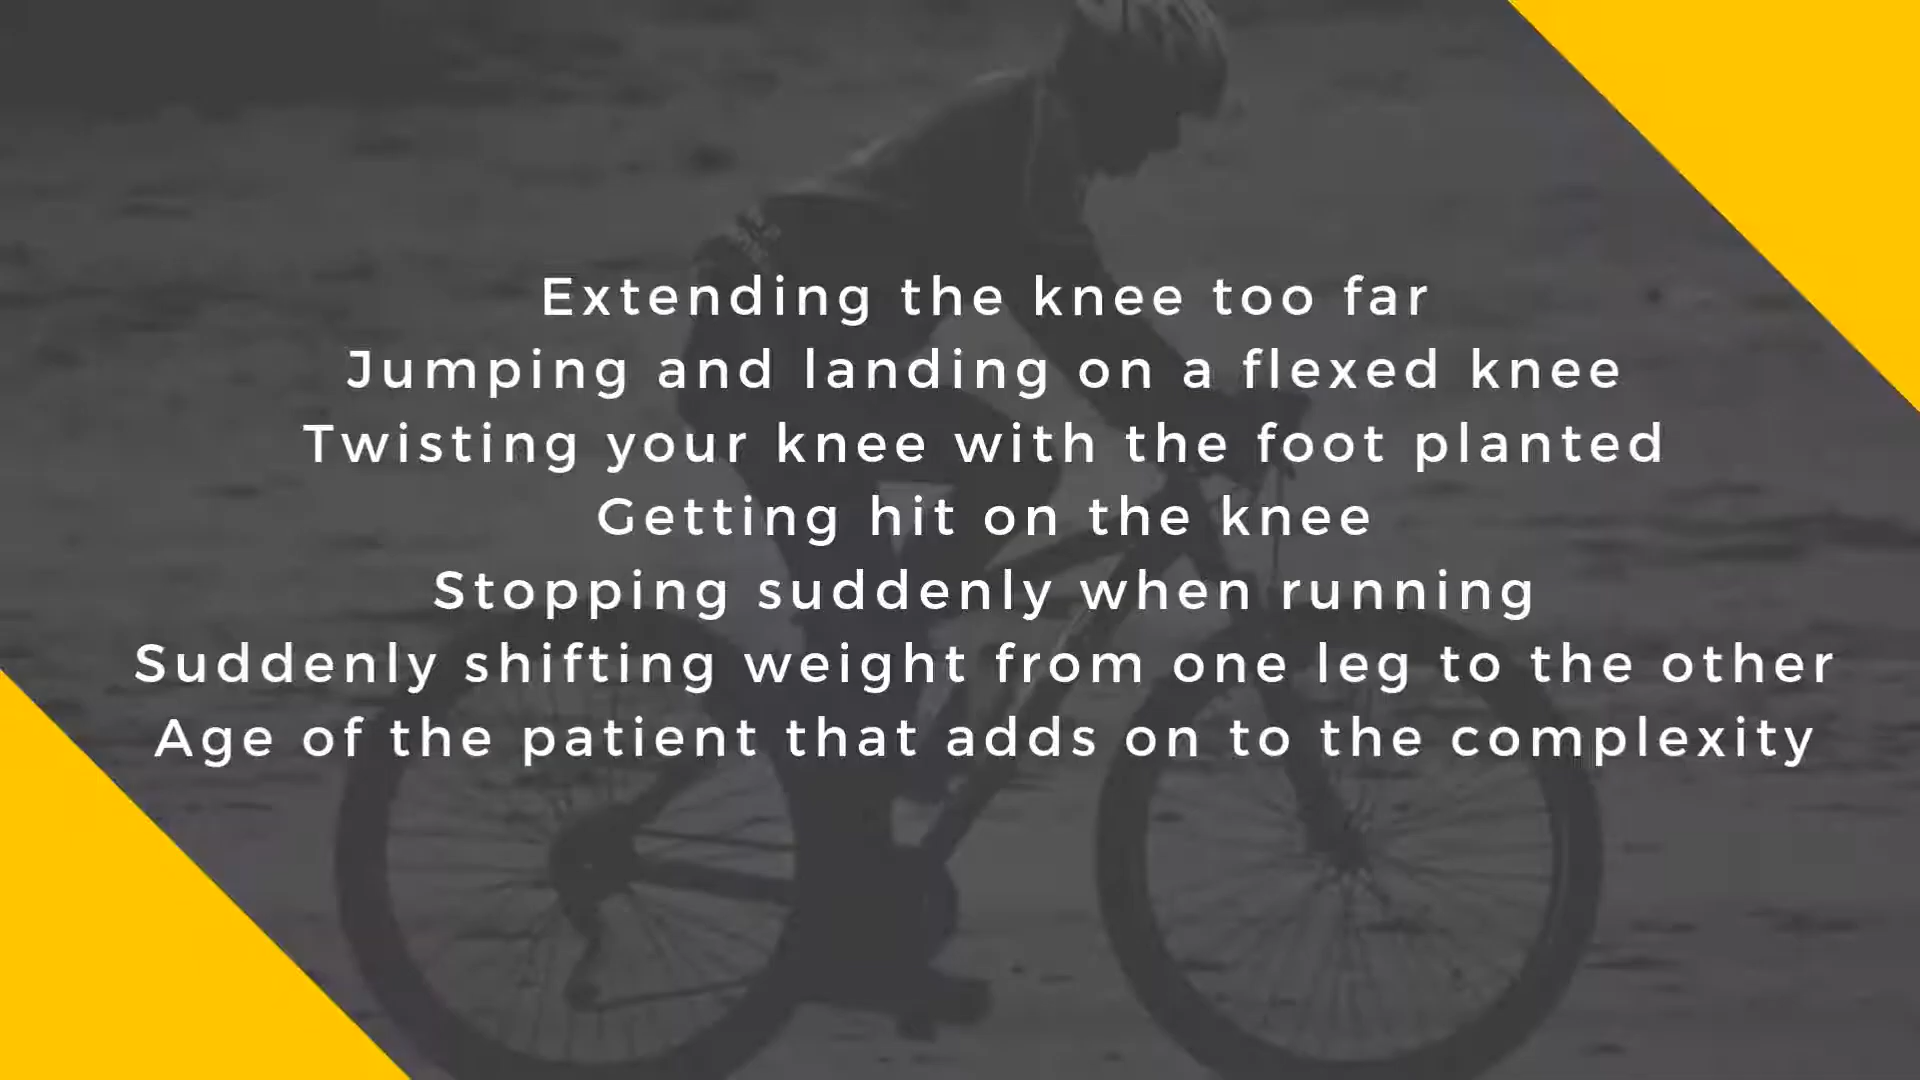 Extending the knee too far
Jumping and landing on a flexed knee
Twisting your knee with the foot planted
Getting hit on the knee
Stopping suddenly when running
Suddenly shifting weight from one leg to the other
Age of the patient that adds on to the complexity